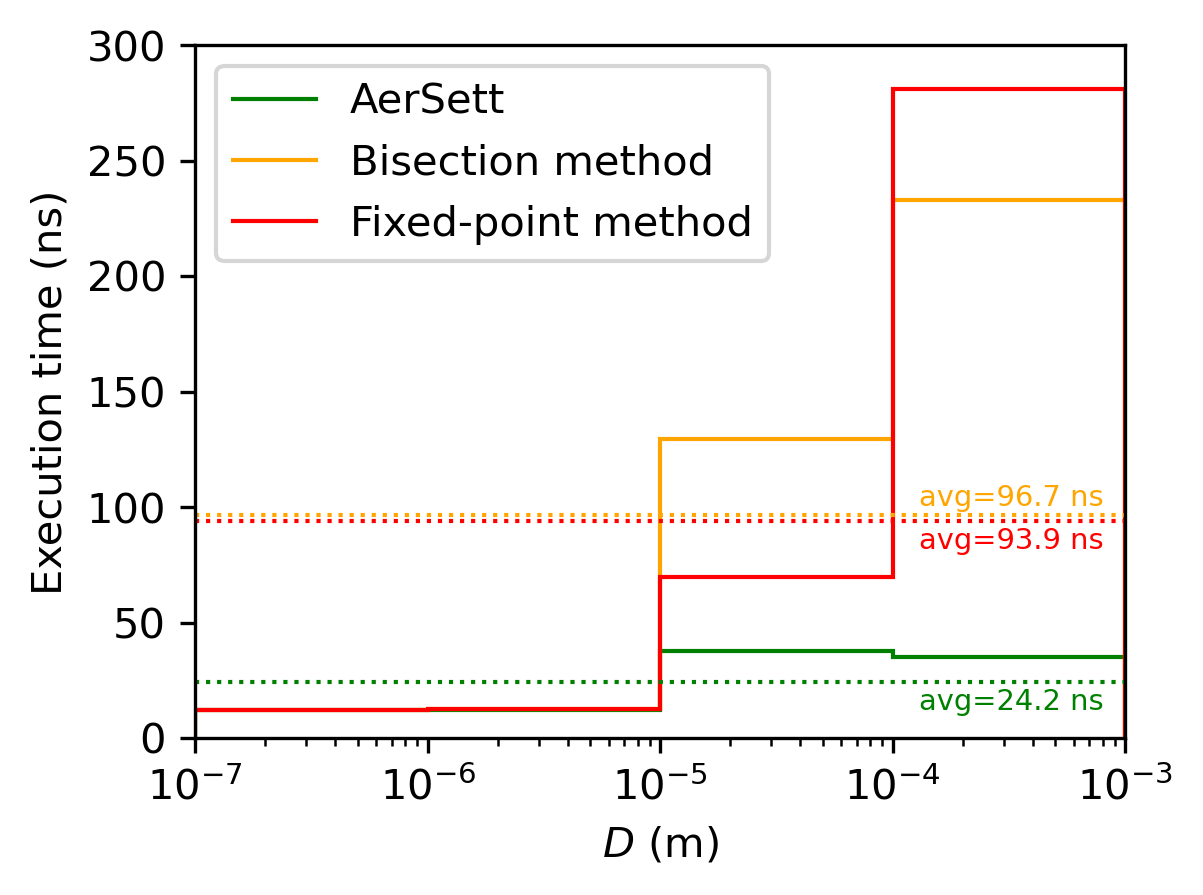 300
250
200
150
100
50
0
Execution time (ns)
AerSett
Bisection method
Fixed-point method
avg=96.7 ns
avg=93.9 ns
avg=24.2 ns
10⁻⁷ 10⁻⁶ 10⁻⁵ 10⁻⁴ 10⁻³
D (m)